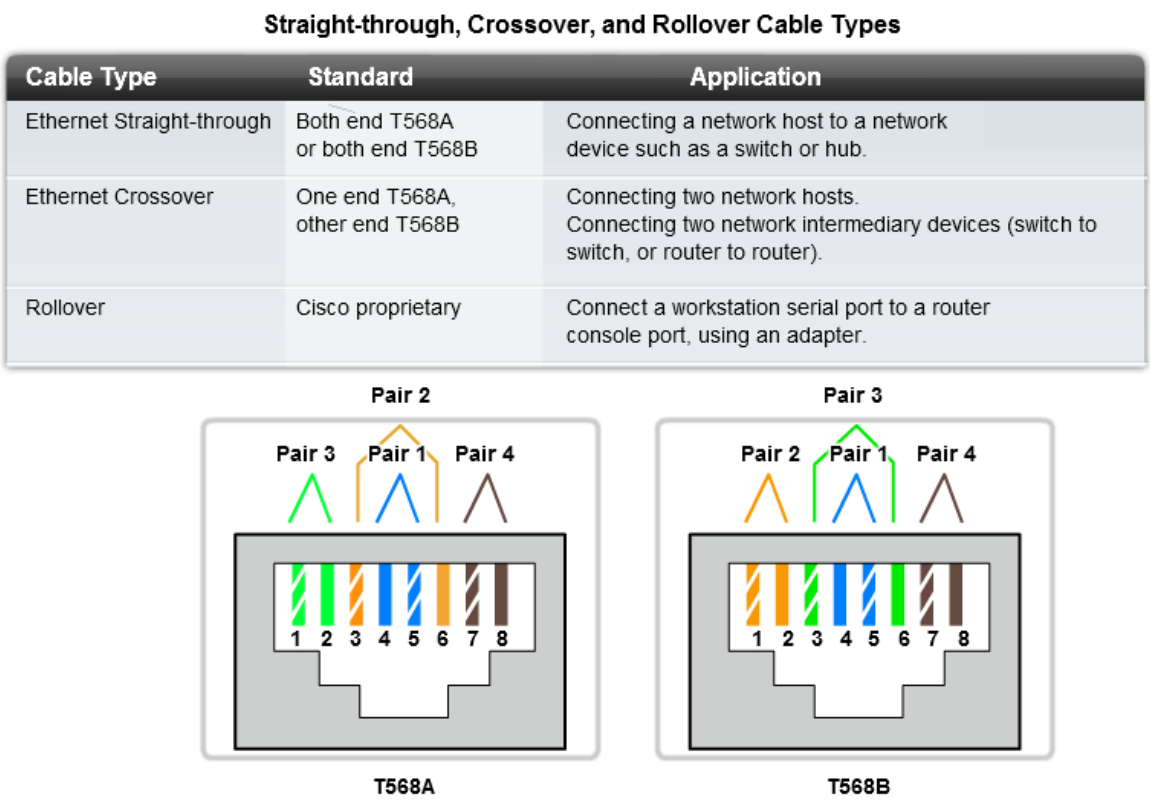 Straight-through, Crossover, and Rollover Cable Types
Cable Type Standard Application
Ethernet Straight-through
Both end T568A
or both end T568B
Connecting a network host to a network
device such as a switch or hub.
Ethernet Crossover
One end T568A,
other end T568B
Connecting two network hosts.
Connecting two network intermediary devices (switch to
switch, or router to router).
Rollover
Cisco proprietary
Connect a workstation serial port to a router
console port, using an adapter.
Pair 2
Pair 3 Pair 1 Pair 4
1 2 3 4 5 6 7 8
T568A
Pair 3
Pair 2 Pair 1 Pair 4
1 2 3 4 5 6 7 8
T568B